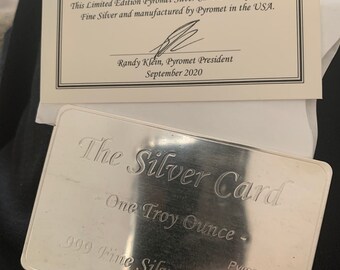 This Limited Edition Pyromet Silver
Fine Silver and manufactured by Pyromet in the USA.
Randy Klein, Pyromet President
September 2020
The Silver Card
- One Troy Ounce -
.999 Fine Silver